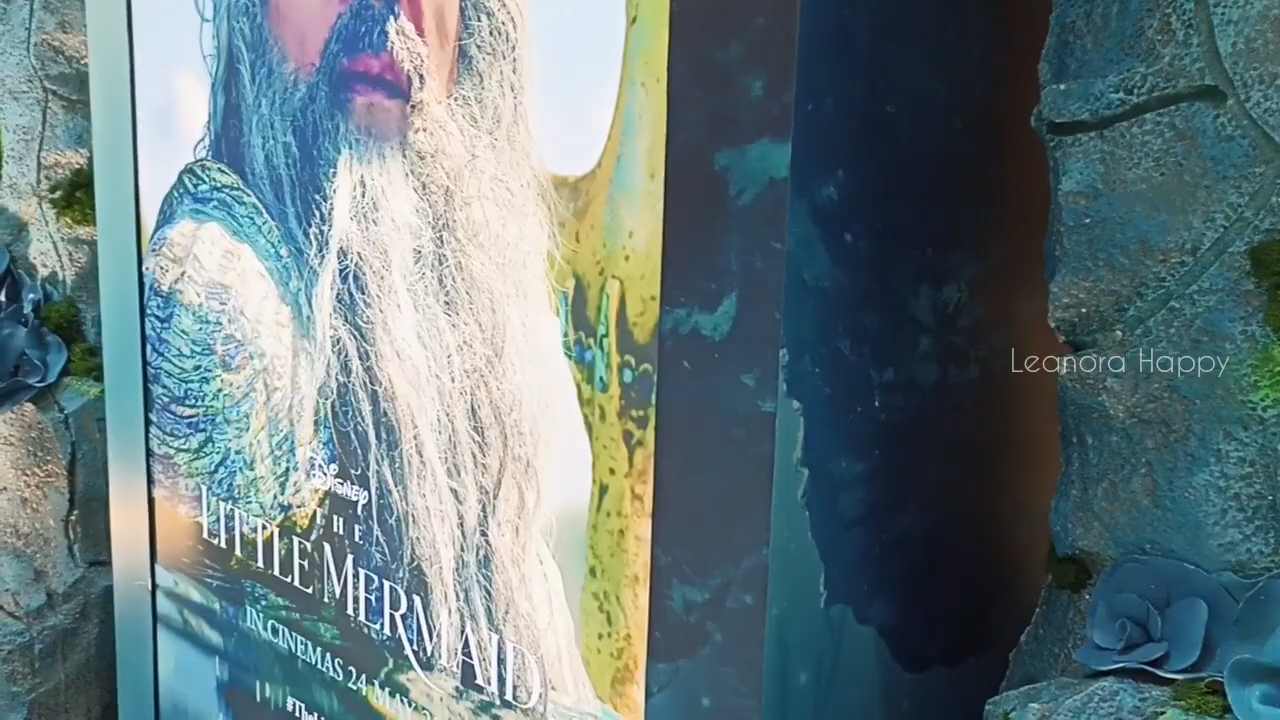 Disney
THE
LITTLE MERMAID
IN CINEMAS 24 MAY
Leanora Happy